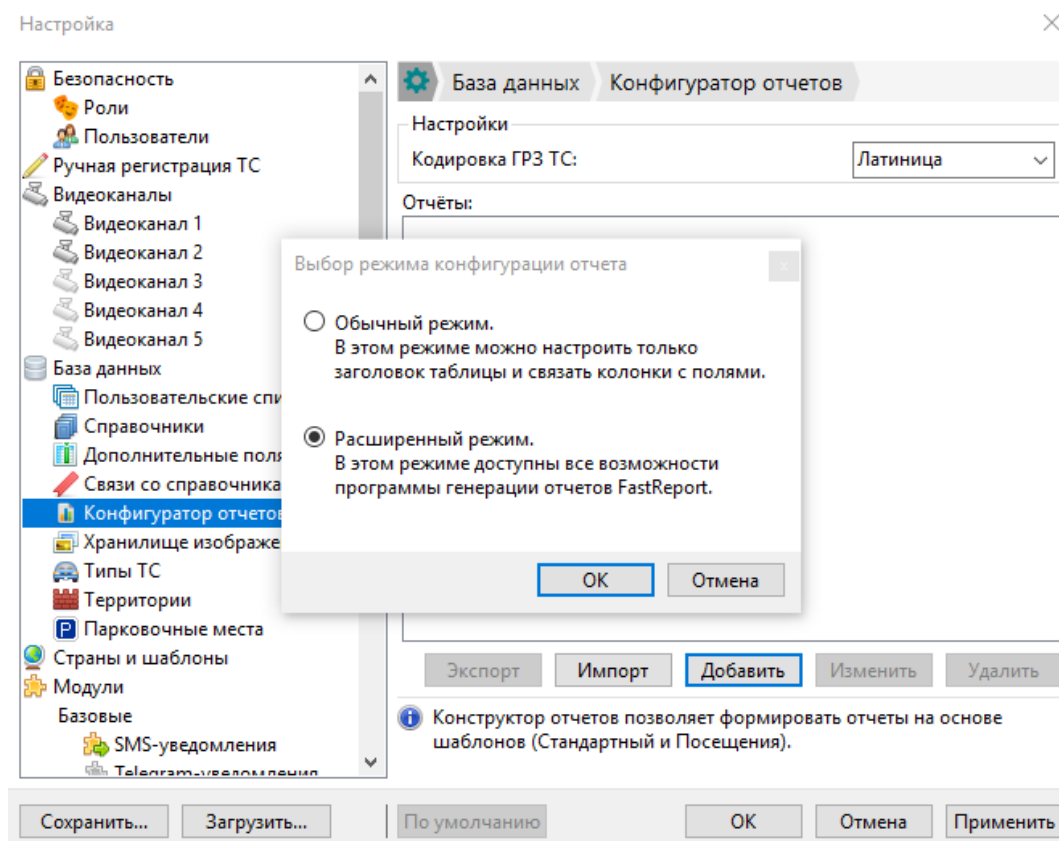 Настройка
Безопасность
Роли
Пользователи
Ручная регистрация ТС
Видеоканалы
Видеоканал 1
Видеоканал 2
Видеоканал 3
Видеоканал 4
Видеоканал 5
База данных
Пользовательские спи
Справочники
Дополнительные поля
Связи со справочника
Конфигуратор отчетов
Хранилище изображе
Типы ТС
Территории
Парковочные места
Страны и шаблоны
Модули
Базовые
SMS-уведомления
Telegram-уведомления
База данных Конфигуратор отчетов
Настройки
Кодировка ГРЗ ТС: Латиница
Отчёты:
Выбор режима конфигурации отчета
x
Обычный режим.
В этом режиме можно настроить только
заголовок таблицы и связать колонки с полями.
Расширенный режим.
В этом режиме доступны все возможности
программы генерации отчетов FastReport.
ОК Отмена
Экспорт Импорт Добавить Изменить Удалить
Конструктор отчетов позволяет формировать отчеты на основе
шаблонов (Стандартный и Посещения).
Сохранить... Загрузить... По умолчанию ОК Отмена Применить